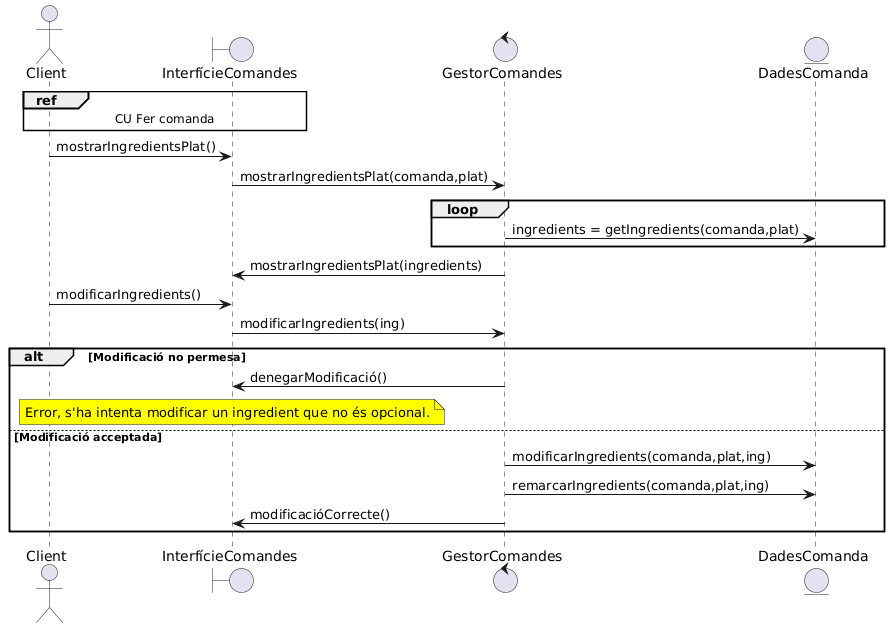 Client
InterfícieComandes
GestorComandes
DadesComanda
ref
CU Fer comanda
mostrarIngredientsPlat()
mostrarIngredientsPlat(comanda,plat)
loop
ingredients = getIngredients(comanda,plat)
mostrarIngredientsPlat(ingredients)
modificarIngredients()
modificarIngredients(ing)
alt [Modificació no permesa]
denegarModificació()
Error, s'ha intenta modificar un ingredient que no és opcional.
[Modificació acceptada]
modificarIngredients(comanda,plat,ing)
remarcarIngredients(comanda,plat,ing)
modificacióCorrecte()
Client
InterfícieComandes
GestorComandes
DadesComanda